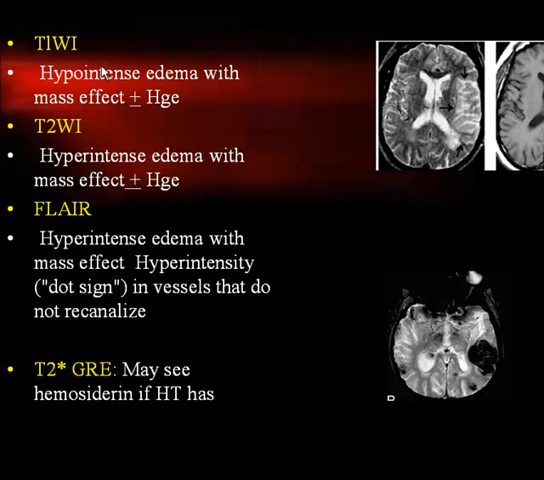 • T1WI
• Hypointense edema with
mass effect ± Hge
• T2WI
• Hyperintense edema with
mass effect ± Hge
• FLAIR
• Hyperintense edema with
mass effect Hyperintensity
("dot sign") in vessels that do
not recanalize
• T2* GRE: May see
hemosiderin if HT has